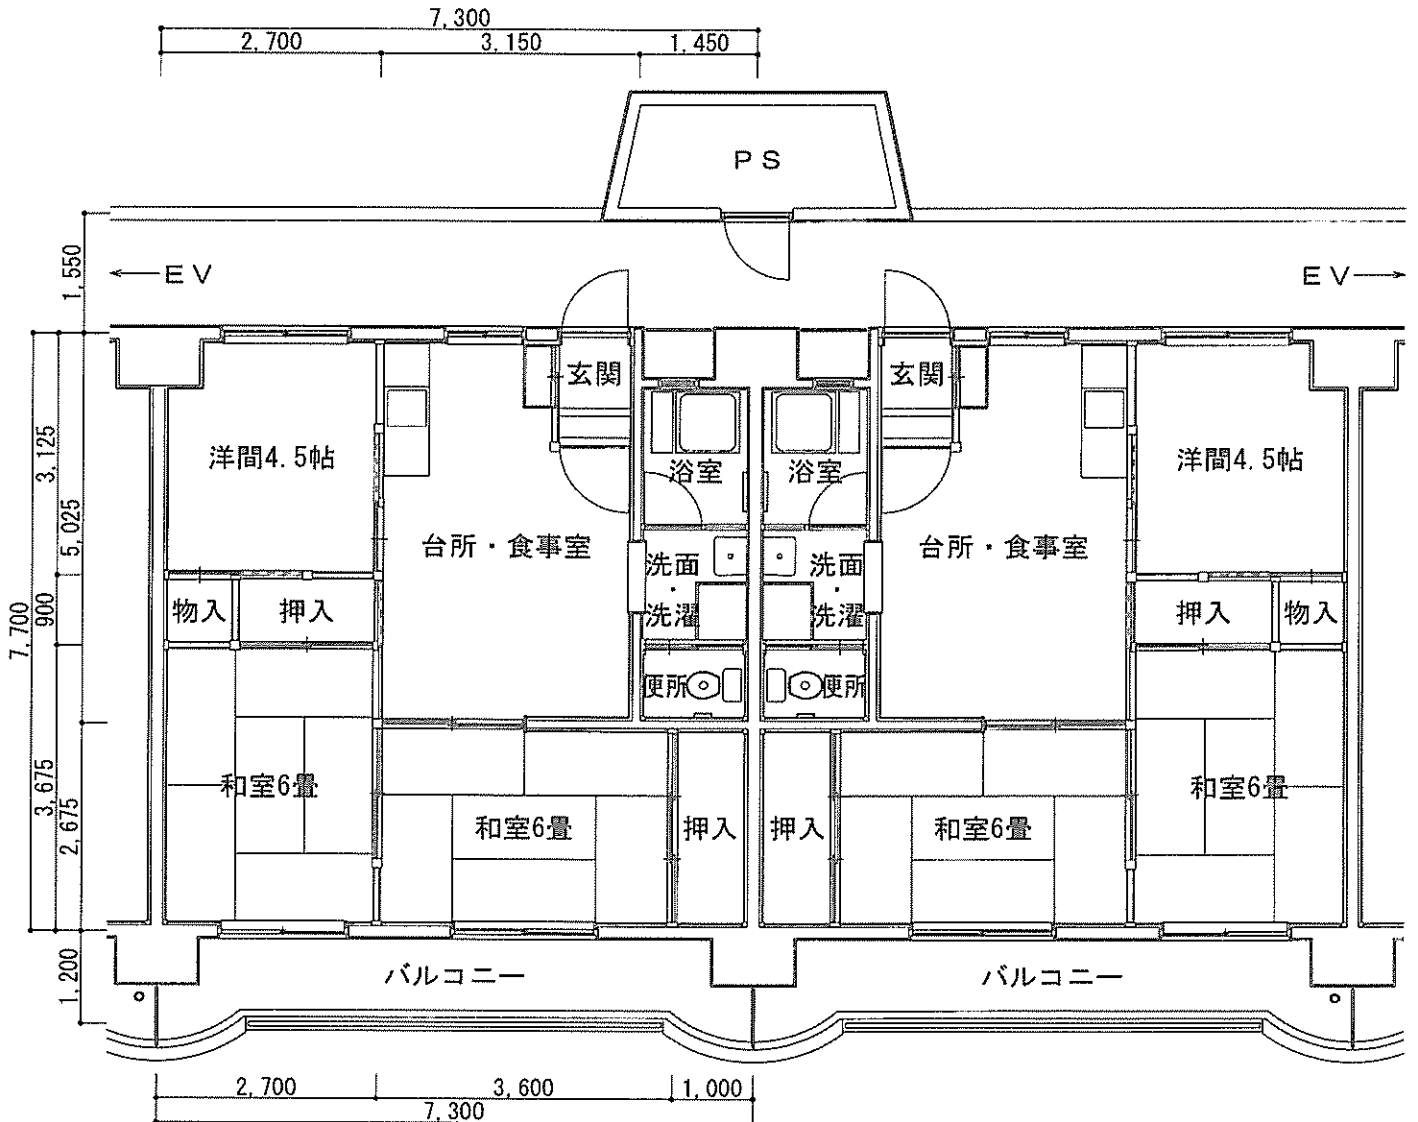 7,300
2,700 3,150 1,450
PS
1,550
←EV EV→
玄関 玄関
3,125
洋間4.5帖 浴室 浴室 洋間4.5帖
5,025
台所・食事室 洗面・洗濯 洗面・洗濯 台所・食事室
7,700
900
物入 押入 押入 物入
便所 便所
3,675
2,675
和室6畳 和室6畳
和室6畳 押入 押入 和室6畳
1,200
バルコニー バルコニー
2,700 3,600 1,000
7,300